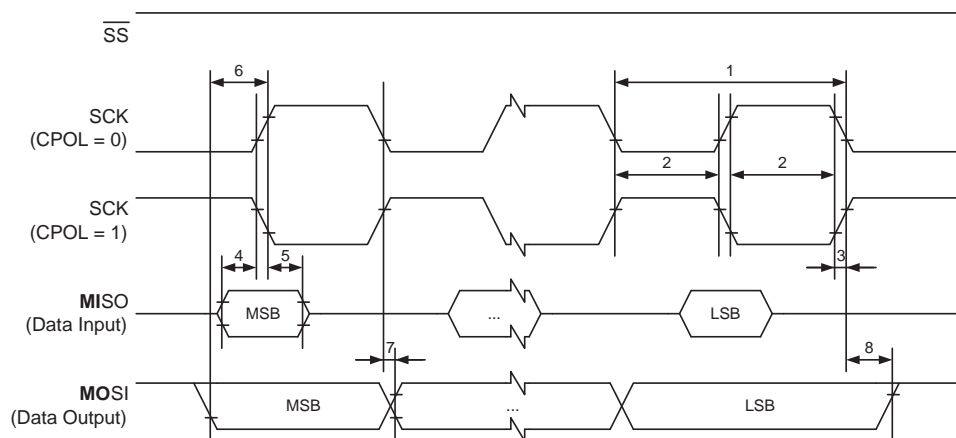 SS
6
1
SCK
(CPOL = 0)
2
2
SCK
(CPOL = 1)
4
5
3
MISO
(Data Input)
MSB
...
LSB
7
8
MOSI
(Data Output)
MSB
...
LSB